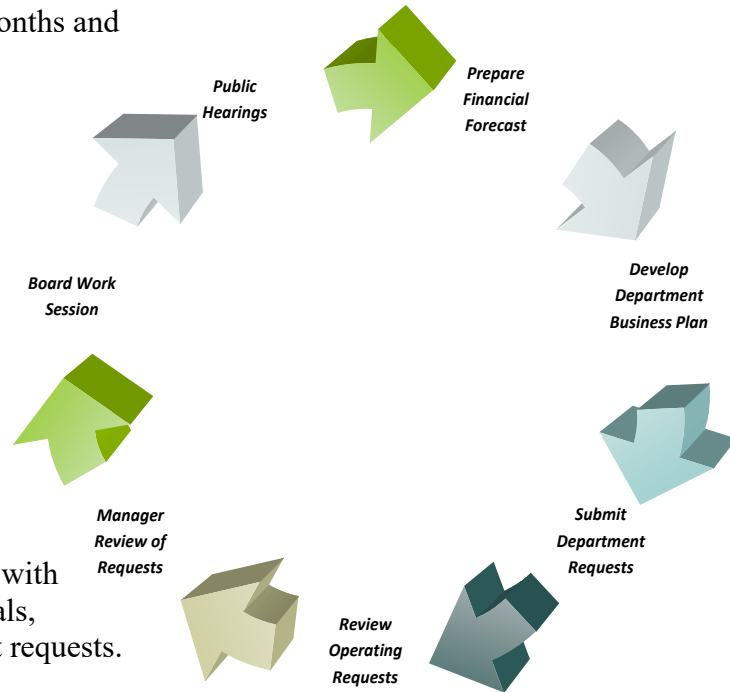 onths and
Public
Hearings
Prepare
Financial
Forecast
Develop
Department
Business Plan
Submit
Department
Requests
Review
Operating
Requests
Manager
Review of
Requests
Board Work
Session
with
als,
t requests.